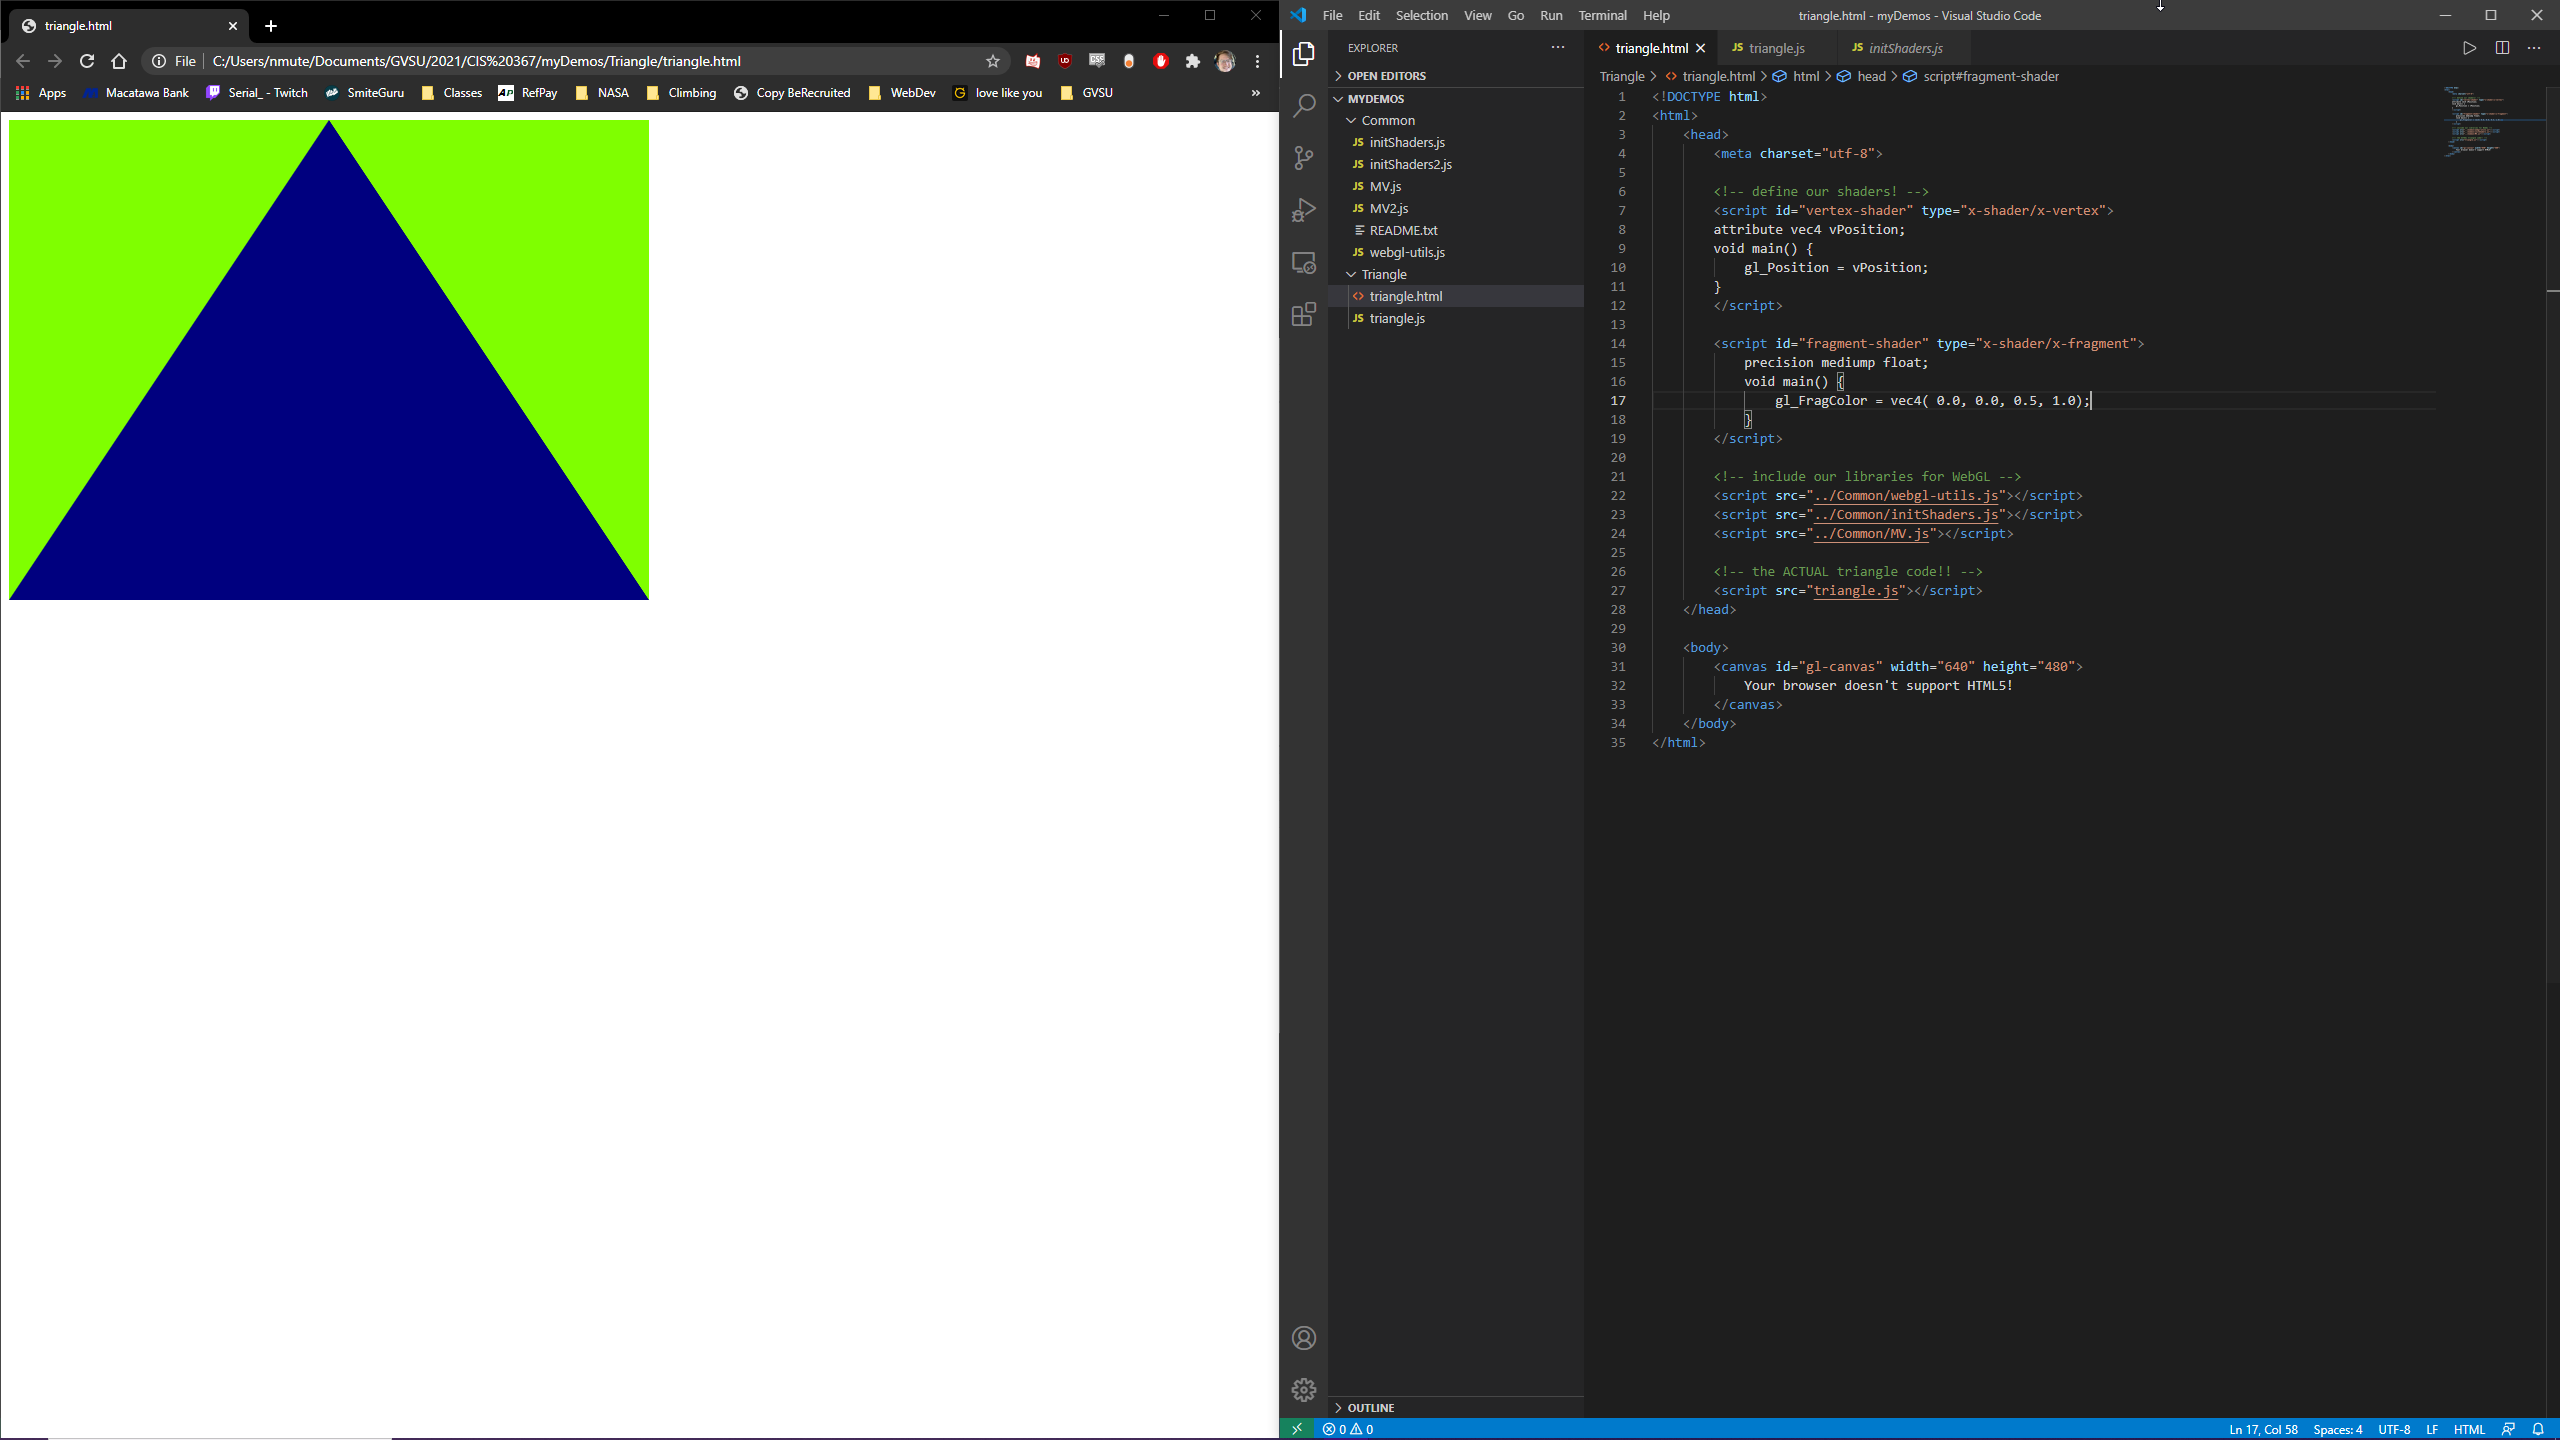 triangle.html
File C:/Users/nmute/Documents/GVSU/2021/CIS%20367/myDemos/Triangle/triangle.html
Apps Macatawa Bank Serial_ - Twitch SmiteGuru Classes AP RefPay NASA Climbing Copy BeRecruited WebDev G love like you GVSU »
File Edit Selection View Go Run Terminal Help triangle.html - myDemos - Visual Studio Code
EXPLORER
OPEN EDITORS
MYDEMOS
Common
JS initShaders.js
JS initShaders2.js
JS MV.js
JS MV2.js
README.txt
JS webgl-utils.js
Triangle
<> triangle.html
JS triangle.js
OUTLINE
<> triangle.html JS triangle.js JS initShaders.js
Triangle > <> triangle.html > html > head > script#fragment-shader
1 <!DOCTYPE html>
2 <html>
3 <head>
4 <meta charset="utf-8">
5
6 <!-- define our shaders! -->
7 <script id="vertex-shader" type="x-shader/x-vertex">
8 attribute vec4 vPosition;
9 void main() {
10 gl_Position = vPosition;
11 }
12 </script>
13
14 <script id="fragment-shader" type="x-shader/x-fragment">
15 precision mediump float;
16 void main() {
17 gl_FragColor = vec4( 0.0, 0.0, 0.5, 1.0);
18 }
19 </script>
20
21 <!-- include our libraries for WebGL -->
22 <script src="../Common/webgl-utils.js"></script>
23 <script src="../Common/initShaders.js"></script>
24 <script src="../Common/MV.js"></script>
25
26 <!-- the ACTUAL triangle code!! -->
27 <script src="triangle.js"></script>
28 </head>
29
30 <body>
31 <canvas id="gl-canvas" width="640" height="480">
32 Your browser doesn't support HTML5!
33 </canvas>
34 </body>
35 </html>
0 0 Ln 17, Col 58 Spaces: 4 UTF-8 LF HTML